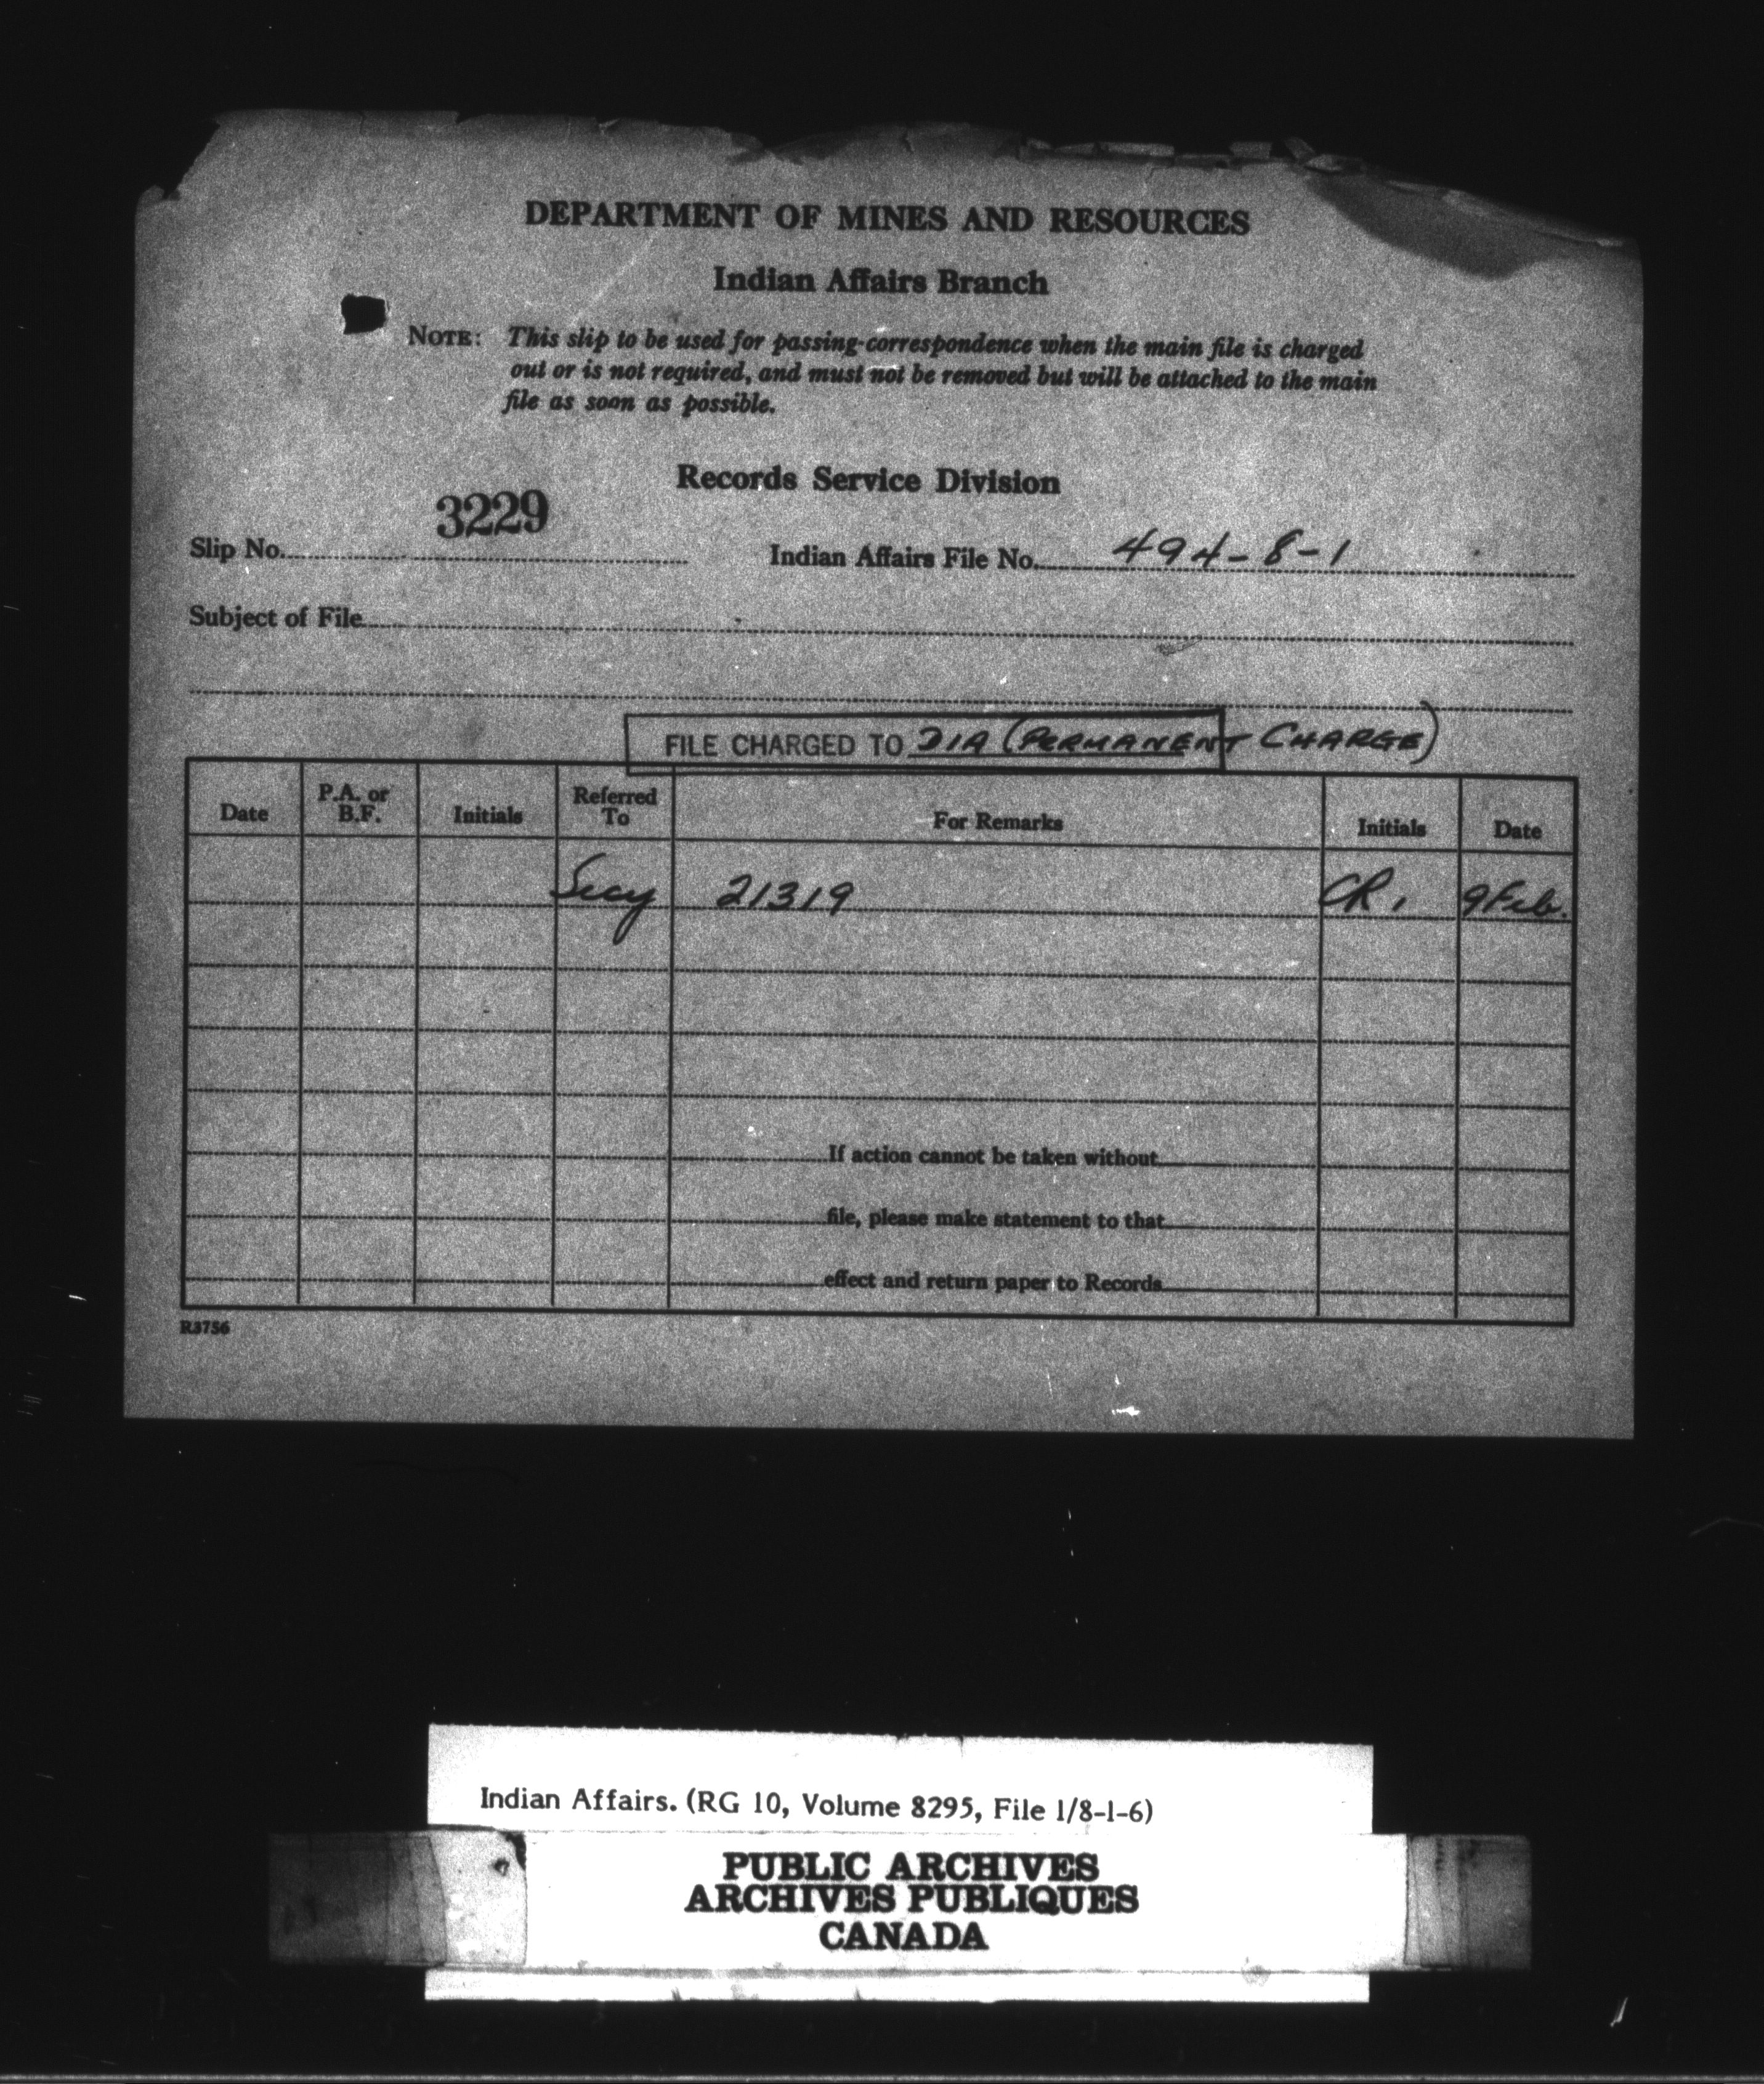 DEPARTMENT OF MINES AND RESOURCES
Indian Affairs Branch
NOTE: This slip to be used for passing correspondence when the main file is charged
out or is not required, and must not be removed but will be attached to the main
file as soon as possible.
Records Service Division
Slip No. 3229 Indian Affairs File No. 494-8-1
Subject of File
FILE CHARGED TO DIA (PERMANENT CHARGE)
Date P.A. or B.F. Initials Referred To For Remarks Initials Date
Secy 21319 CR, 9 Feb.
If action cannot be taken without
file, please make statement to that
effect and return paper to Records
R3756
Indian Affairs. (RG 10, Volume 8295, File 1/8-1-6)
PUBLIC ARCHIVES
ARCHIVES PUBLIQUES
CANADA